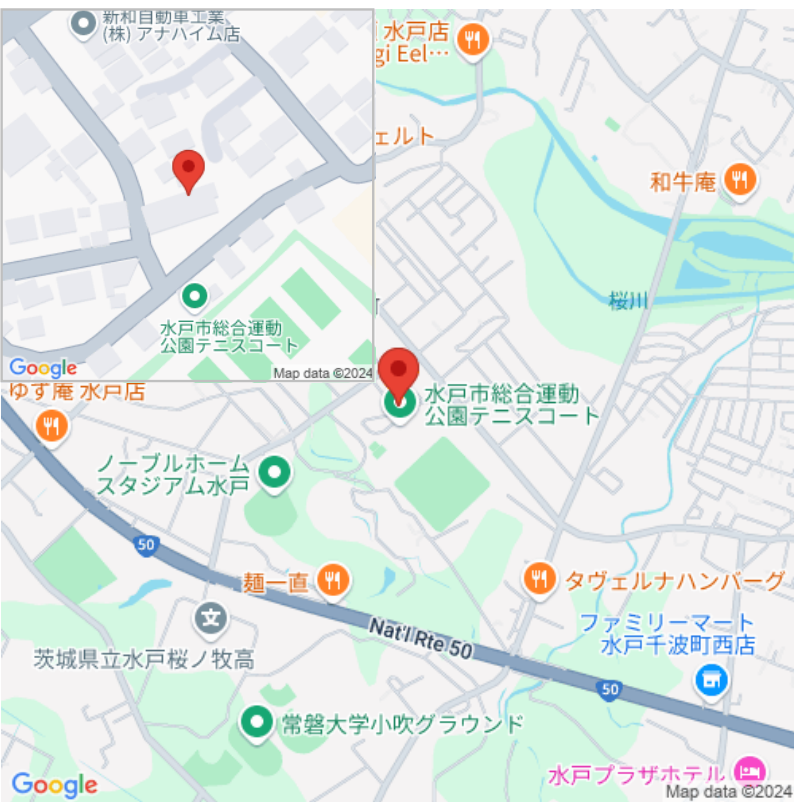 新和自動車工業
(株) アナハイム店
水戸市総合運動
公園テニスコート
Google
Map data ©2024
水戸店
gi Eel…
ェルト
和牛庵
桜川
水戸市総合運動
公園テニスコート
ゆず庵 水戸店
ノーブルホーム
スタジアム水戸
50
麺一直
タヴェルナハンバーグ
Nat'l Rte 50
ファミリーマート
水戸千波町西店
茨城県立水戸桜ノ牧高
50
常磐大学小吹グラウンド
水戸プラザホテル
Google
Map data ©2024